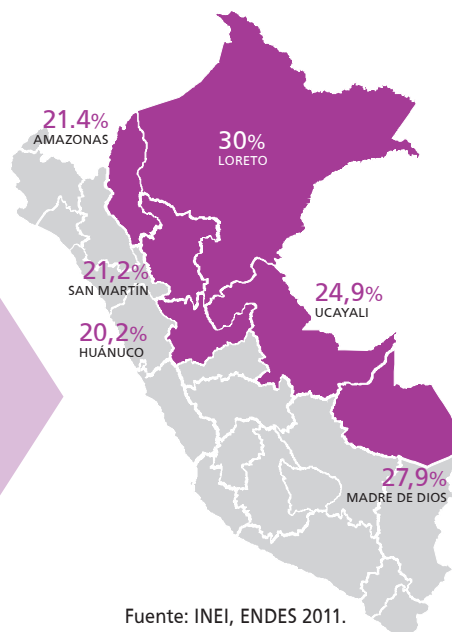 21.4%
AMAZONAS
30%
LORETO
21,2%
SAN MARTÍN
24,9%
UCAYALI
20,2%
HUÁNUCO
27,9%
MADRE DE DIOS
Fuente: INEI, ENDES 2011.